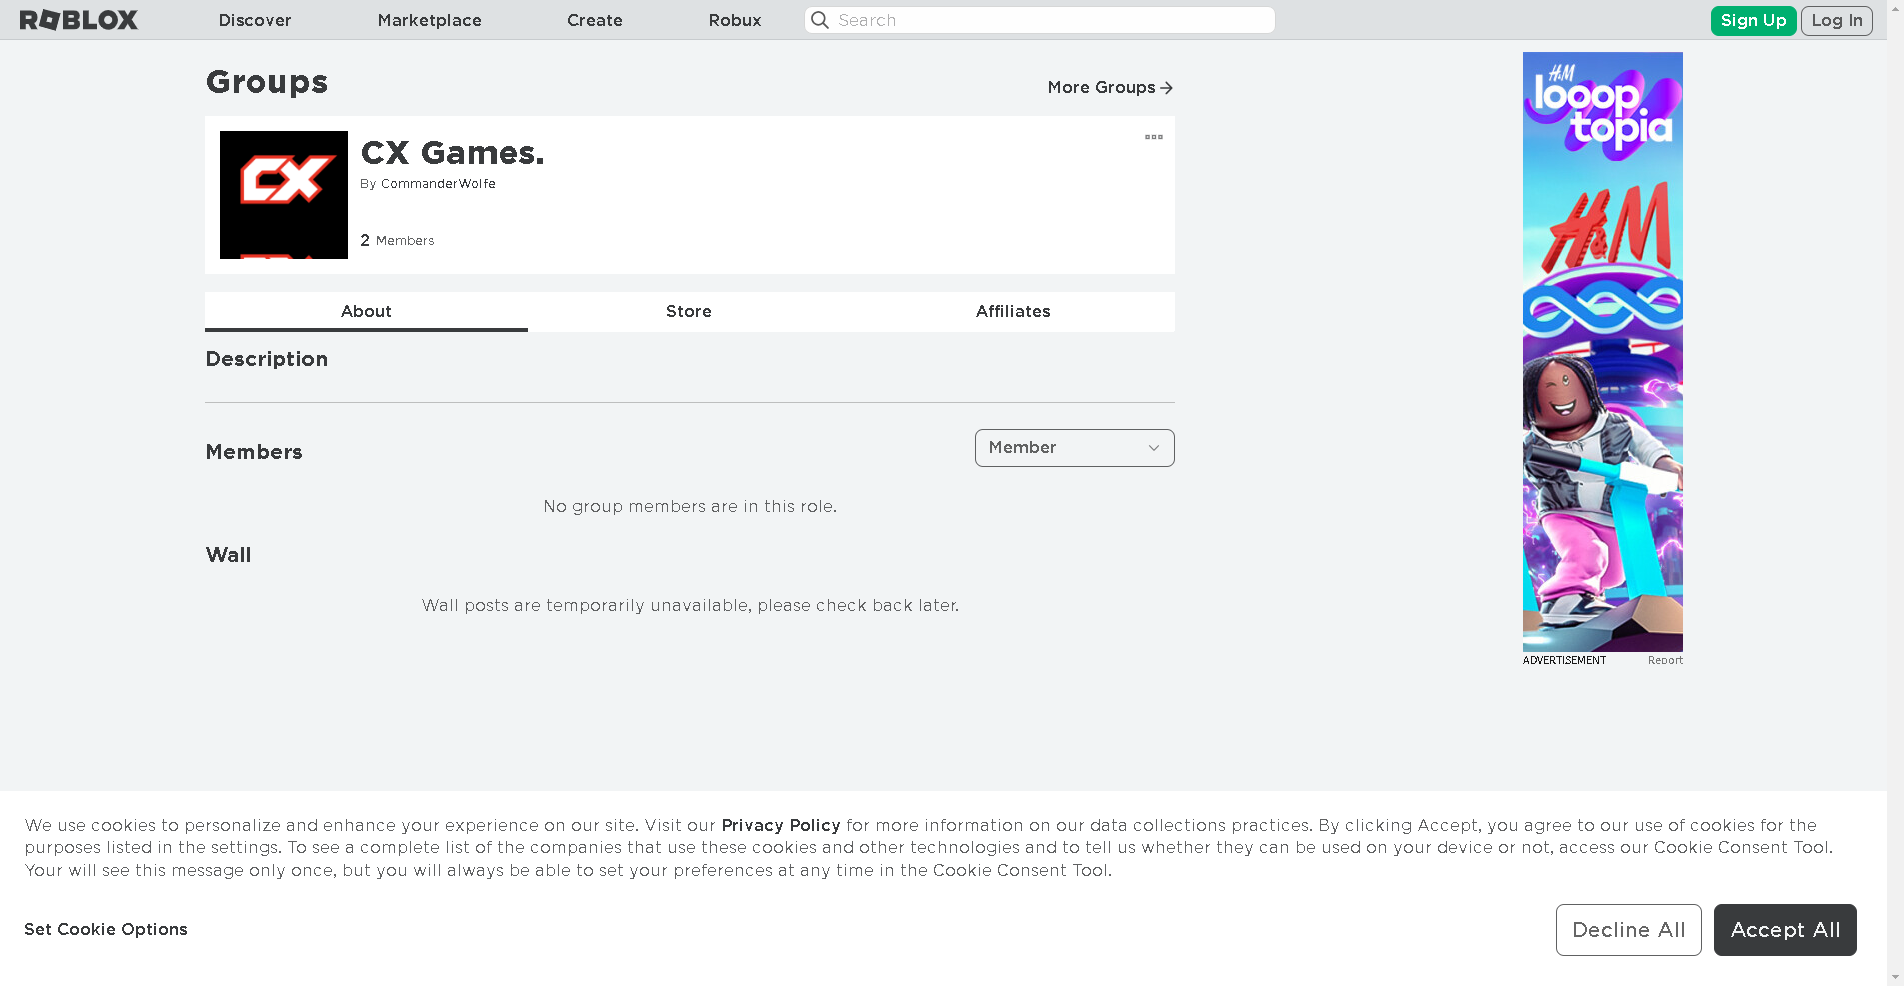 ROBLOX Discover Marketplace Create Robux Search Sign Up Log In
Groups
More Groups
CX
CX Games.
By CommanderWolfe
2 Members
About Store Affiliates
Description
Members
Member
No group members are in this role.
Wall
Wall posts are temporarily unavailable, please check back later.
H&M
looop
topia
H&M
ADVERTISEMENT Report
We use cookies to personalize and enhance your experience on our site. Visit our Privacy Policy for more information on our data collections practices. By clicking Accept, you agree to our use of cookies for the
purposes listed in the settings. To see a complete list of the companies that use these cookies and other technologies and to tell us whether they can be used on your device or not, access our Cookie Consent Tool.
Your will see this message only once, but you will always be able to set your preferences at any time in the Cookie Consent Tool.
Set Cookie Options
Decline All Accept All